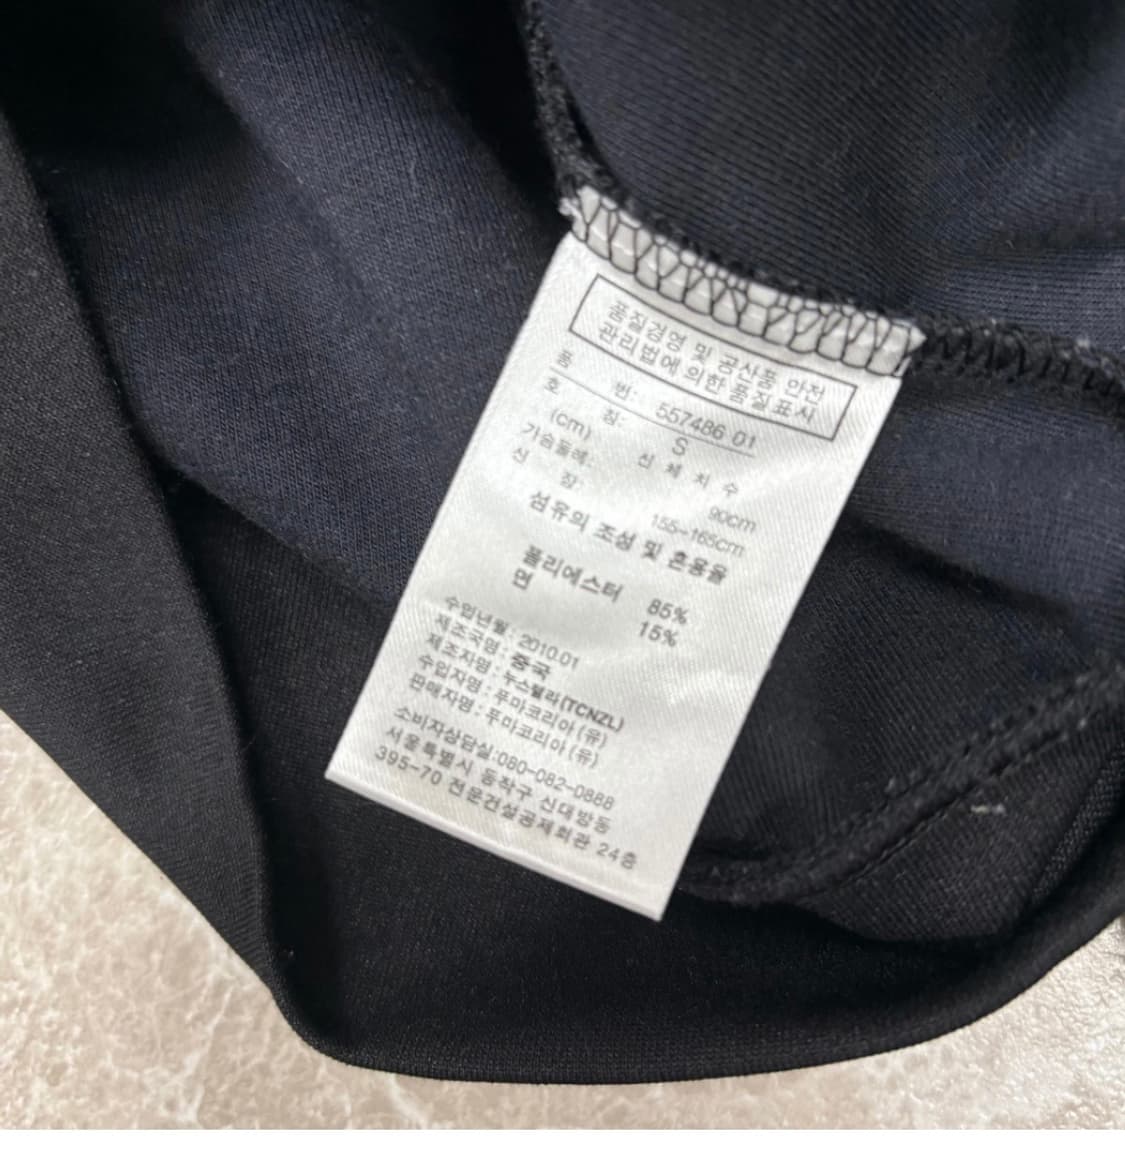 품질경영 및 공산품 안전
관리법에 의한 품질표시
품 번: 557486 01
호 칭: S
(cm) 신 체 치 수
가슴둘레: 90cm
신 장: 155-165cm
섬유의 조성 및 혼용율
폴리에스터 85%
면 15%
수입년월: 2010.01
제조국명: 중국
제조자명: 누스텔라(TCNZL)
수입자명: 푸마코리아(유)
판매자명: 푸마코리아(유)
소비자상담실:080-082-0888
서울특별시 동작구 신대방동
395-70 전문건설공제회관 24층